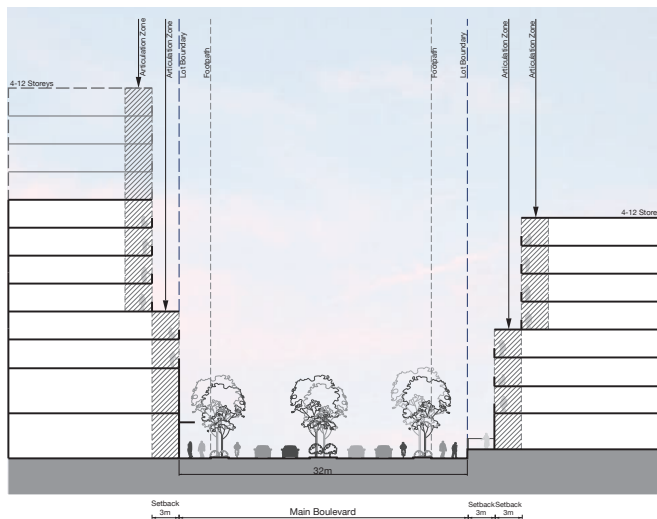 Articulation Zone
Articulation Zone
Lot Boundary
Footpath
Footpath
Lot Boundary
Articulation Zone
Articulation Zone
4-12 Storeys
4-12 Store
32m
Setback
3m
Main Boulevard
Setback
3m
Setback
3m